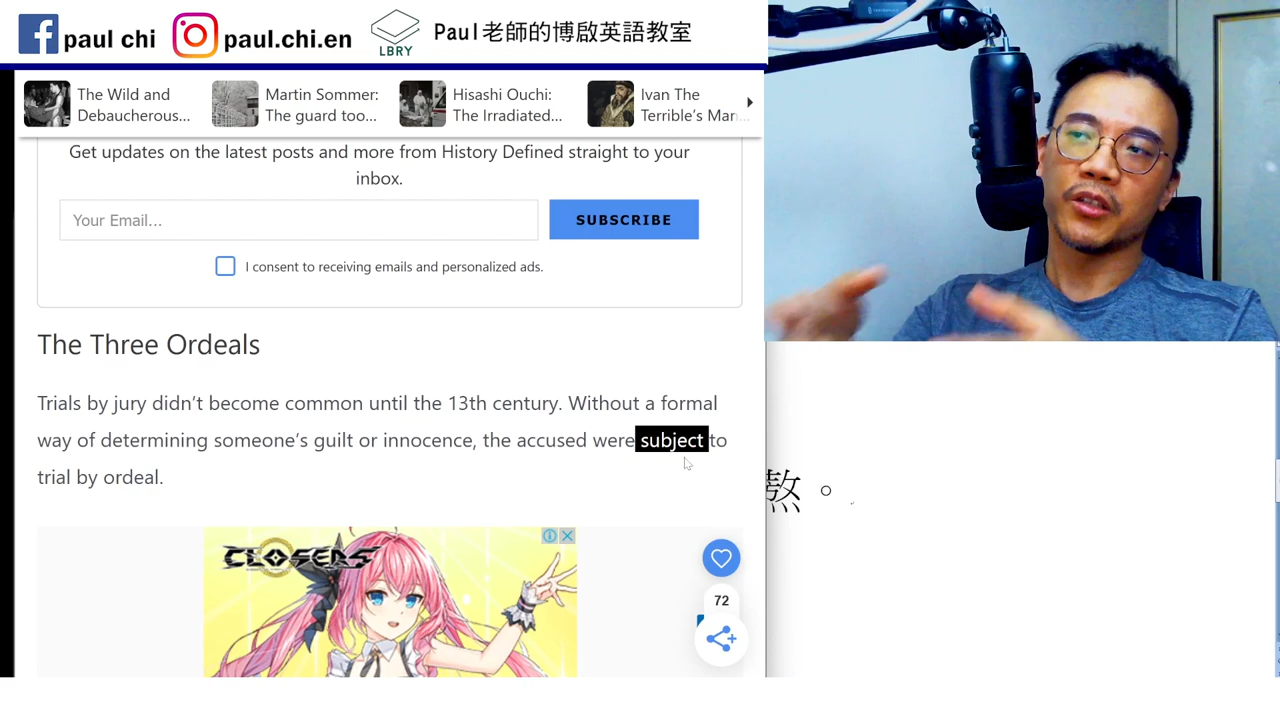 paul chi
paul.chi.en
LBRY
Paul老師的博啟英語教室
The Wild and
Debaucherous...
Martin Sommer:
The guard too...
Hisashi Ouchi:
The Irradiated...
Ivan The
Terrible's Man...
Get updates on the latest posts and more from History Defined straight to your
inbox.
Your Email...
SUBSCRIBE
I consent to receiving emails and personalized ads.
The Three Ordeals
Trials by jury didn't become common until the 13th century. Without a formal
way of determining someone's guilt or innocence, the accused were subject to
trial by ordeal.
熬。
CLOSERS
72